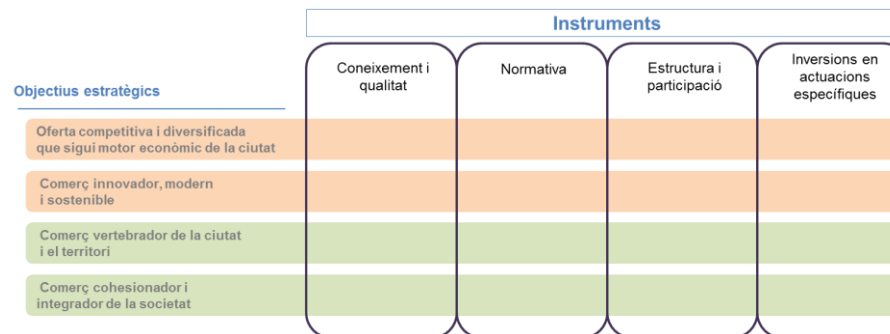 Instruments
Coneixement i
qualitat
Normativa
Estructura i
participació
Inversions en
actuacions
específiques
Objectius estratègics
Oferta competitiva i diversificada
que sigui motor econòmic de la ciutat
Comerç innovador, modern
i sostenible
Comerç vertebrador de la ciutat
i el territori
Comerç cohesionador i
integrador de la societat